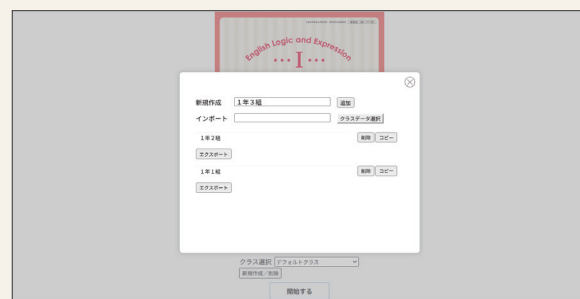 English Logic and Expression
I
新規作成 1年3組 追加
インポート クラスデータ選択
1年2組 削除 コピー
エクスポート
1年1組 削除 コピー
エクスポート
クラス選択 デフォルトクラス
新規作成/削除
開始する